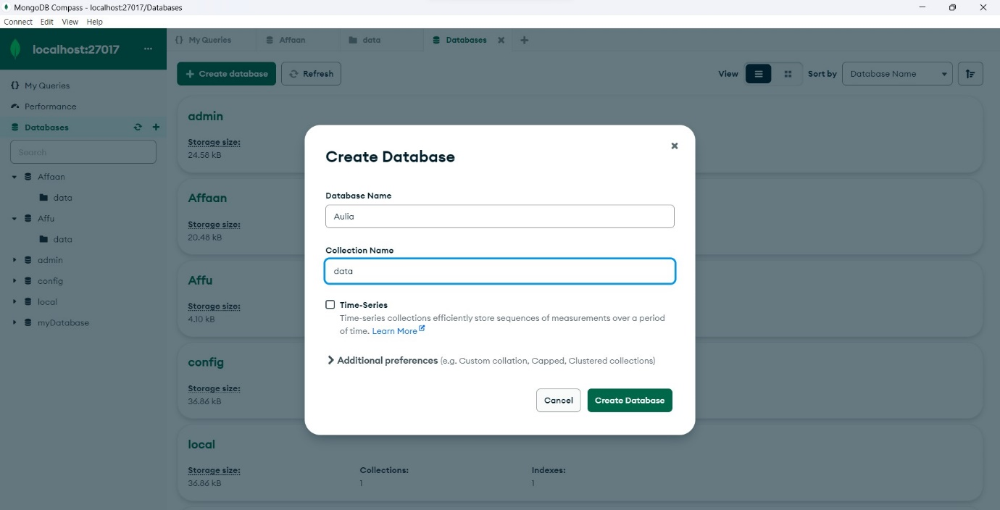 MongoDB Compass - localhost:27017/Databases
Connect Edit View Help
localhost:27017 ...
{} My Queries Affaan data Databases
Create database Refresh View Sort by Database Name
My Queries
Performance
Databases
Search
Affaan
data
Affu
data
admin
config
local
myDatabase
admin
Storage size:
24.58 kB
Affaan
Storage size:
20.48 kB
Affu
Storage size:
4.10 kB
config
Storage size:
36.86 kB
local
Storage size: Collections: Indexes:
36.86 kB 1 1
Create Database
Database Name
Aulia
Collection Name
data
Time-Series
Time-series collections efficiently store sequences of measurements over a period
of time. Learn More
Additional preferences (e.g. Custom collation, Capped, Clustered collections)
Cancel Create Database